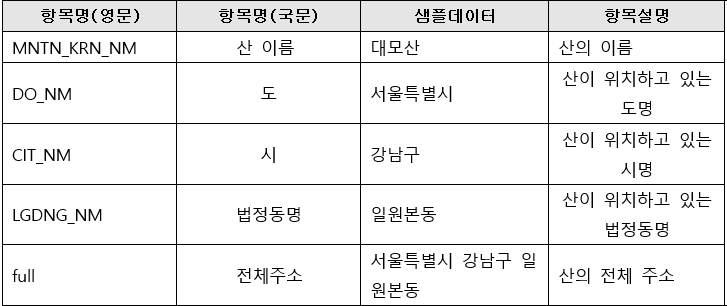 항목명(영문) 항목명(국문) 샘플데이터 항목설명
MNTN_KRN_NM 산 이름 대모산 산의 이름
DO_NM 도 서울특별시 산이 위치하고 있는
도명
CIT_NM 시 강남구 산이 위치하고 있는
시명
LGDNG_NM 법정동명 일원본동 산이 위치하고 있는
법정동명
full 전체주소 서울특별시 강남구 일
원본동 산의 전체 주소